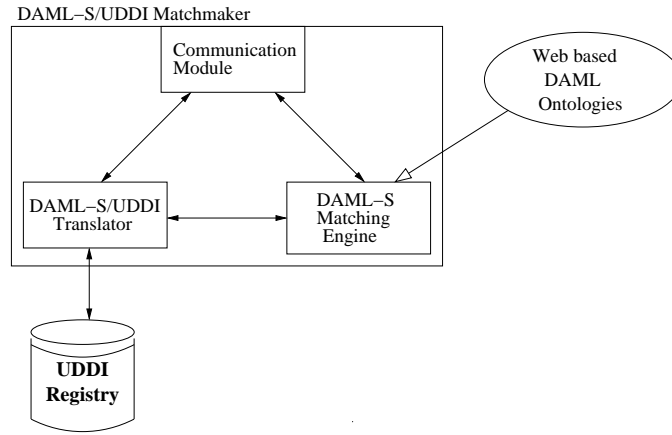 DAML−S/UDDI Matchmaker
Communication
Module
Web based
DAML
Ontologies
DAML−S/UDDI
Translator
DAML−S
Matching
Engine
UDDI
Registry